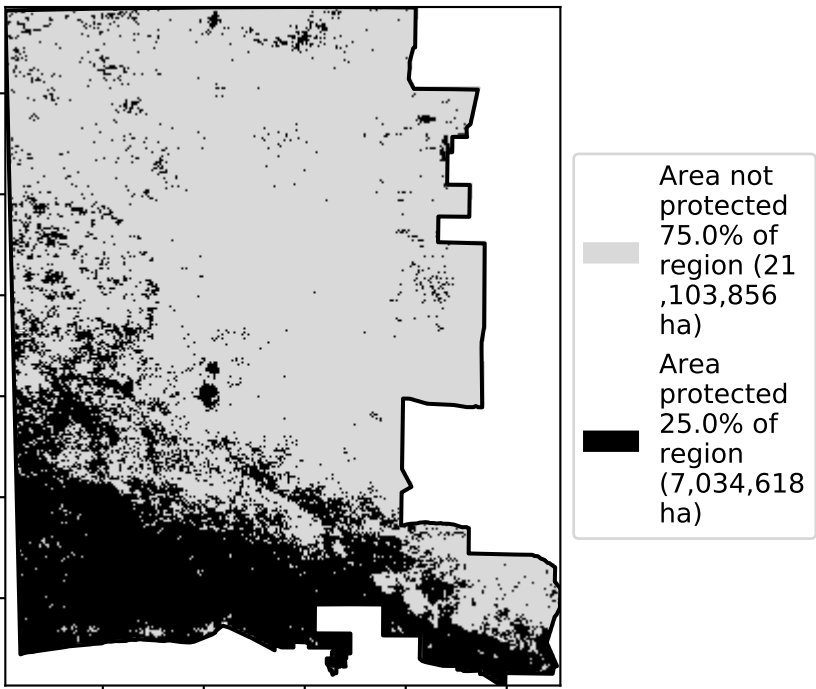 Area not
protected
75.0% of
region (21
,103,856
ha)
Area
protected
25.0% of
region
(7,034,618
ha)